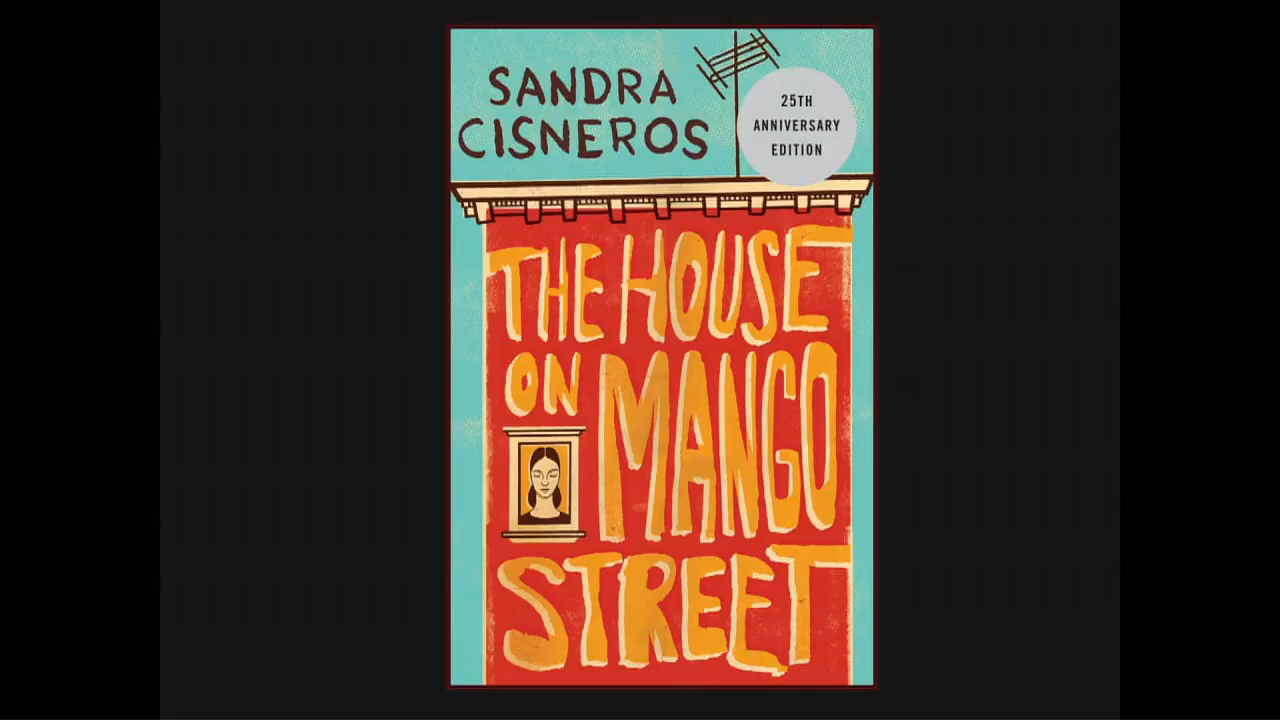 SANDRA
CISNEROS
25TH
ANNIVERSARY
EDITION
THE HOUSE
ON MANGO
STREET